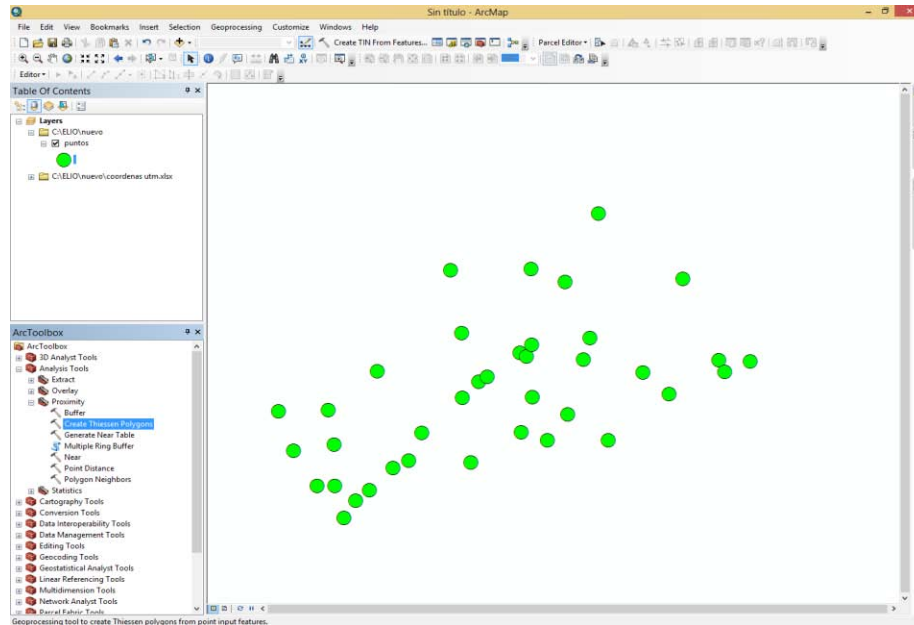 Sin título - ArcMap
File Edit View Bookmarks Insert Selection Geoprocessing Customize Windows Help
Create TIN From Features...
Parcel Editor
Editor
Table Of Contents
Layers
C:\ELIO\nuevo
puntos
C:\ELIO\nuevo\coordenas utm.xlsx
ArcToolbox
ArcToolbox
3D Analyst Tools
Analysis Tools
Extract
Overlay
Proximity
Buffer
Create Thiessen Polygons
Generate Near Table
Multiple Ring Buffer
Near
Point Distance
Polygon Neighbors
Statistics
Cartography Tools
Conversion Tools
Data Interoperability Tools
Data Management Tools
Editing Tools
Geocoding Tools
Geostatistical Analyst Tools
Linear Referencing Tools
Multidimension Tools
Network Analyst Tools
Parcel Fabric Tools
Geoprocessing tool to create Thiessen polygons from point input features.